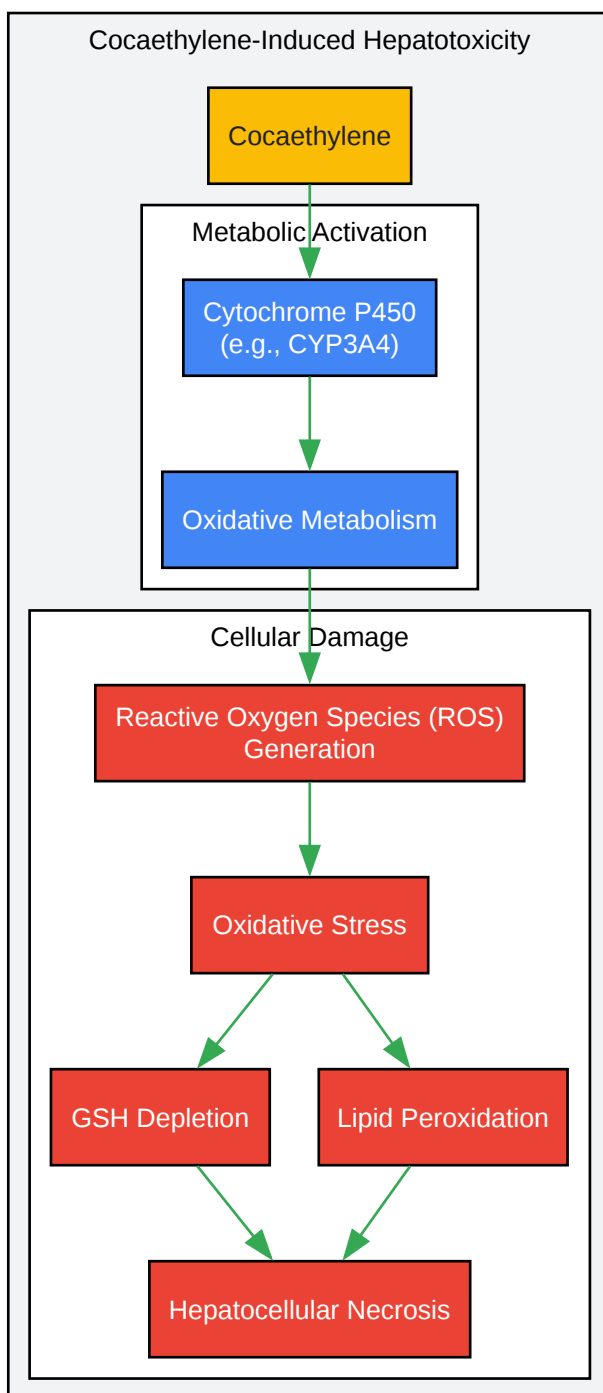 Cocaethylene-Induced Hepatotoxicity
Cocaethylene
Metabolic Activation
Cytochrome P450
(e.g., CYP3A4)
Oxidative Metabolism
Cellular Damage
Reactive Oxygen Species (ROS)
Generation
Oxidative Stress
GSH Depletion
Lipid Peroxidation
Hepatocellular Necrosis